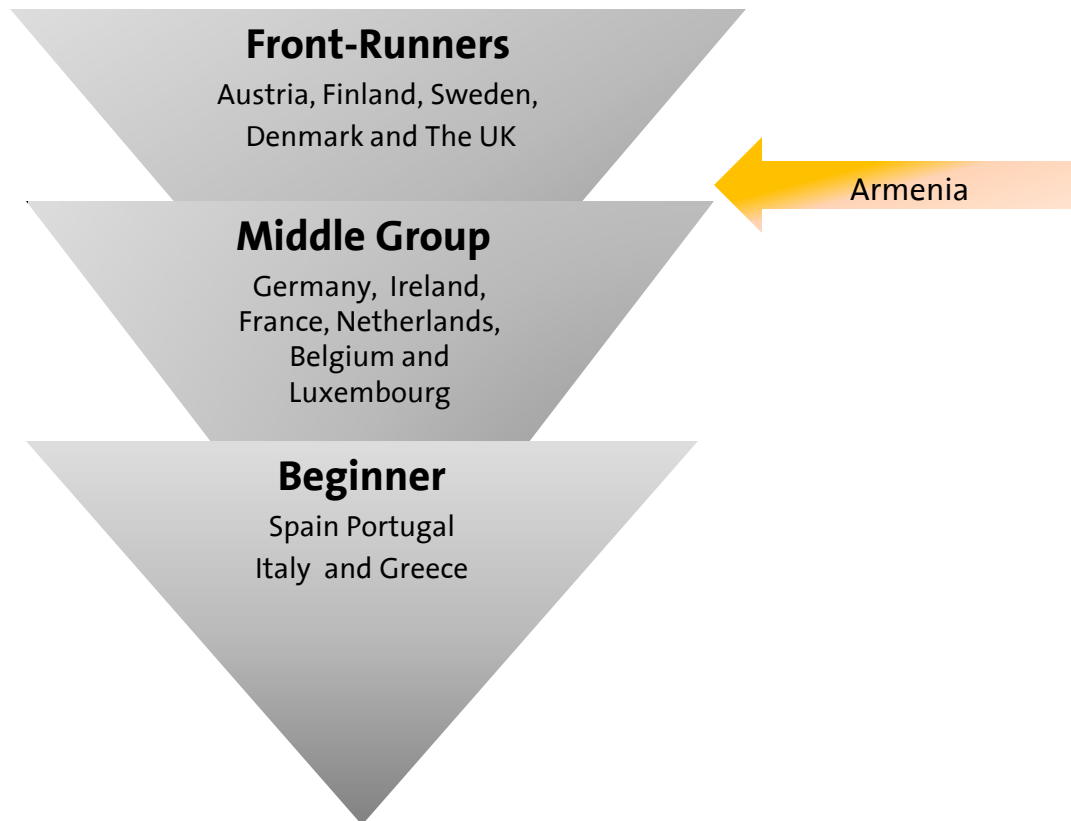 Front-Runners
Austria, Finland, Sweden,
Denmark and The UK
Armenia
Middle Group
Germany, Ireland,
France, Netherlands,
Belgium and
Luxembourg
Beginner
Spain Portugal
Italy and Greece